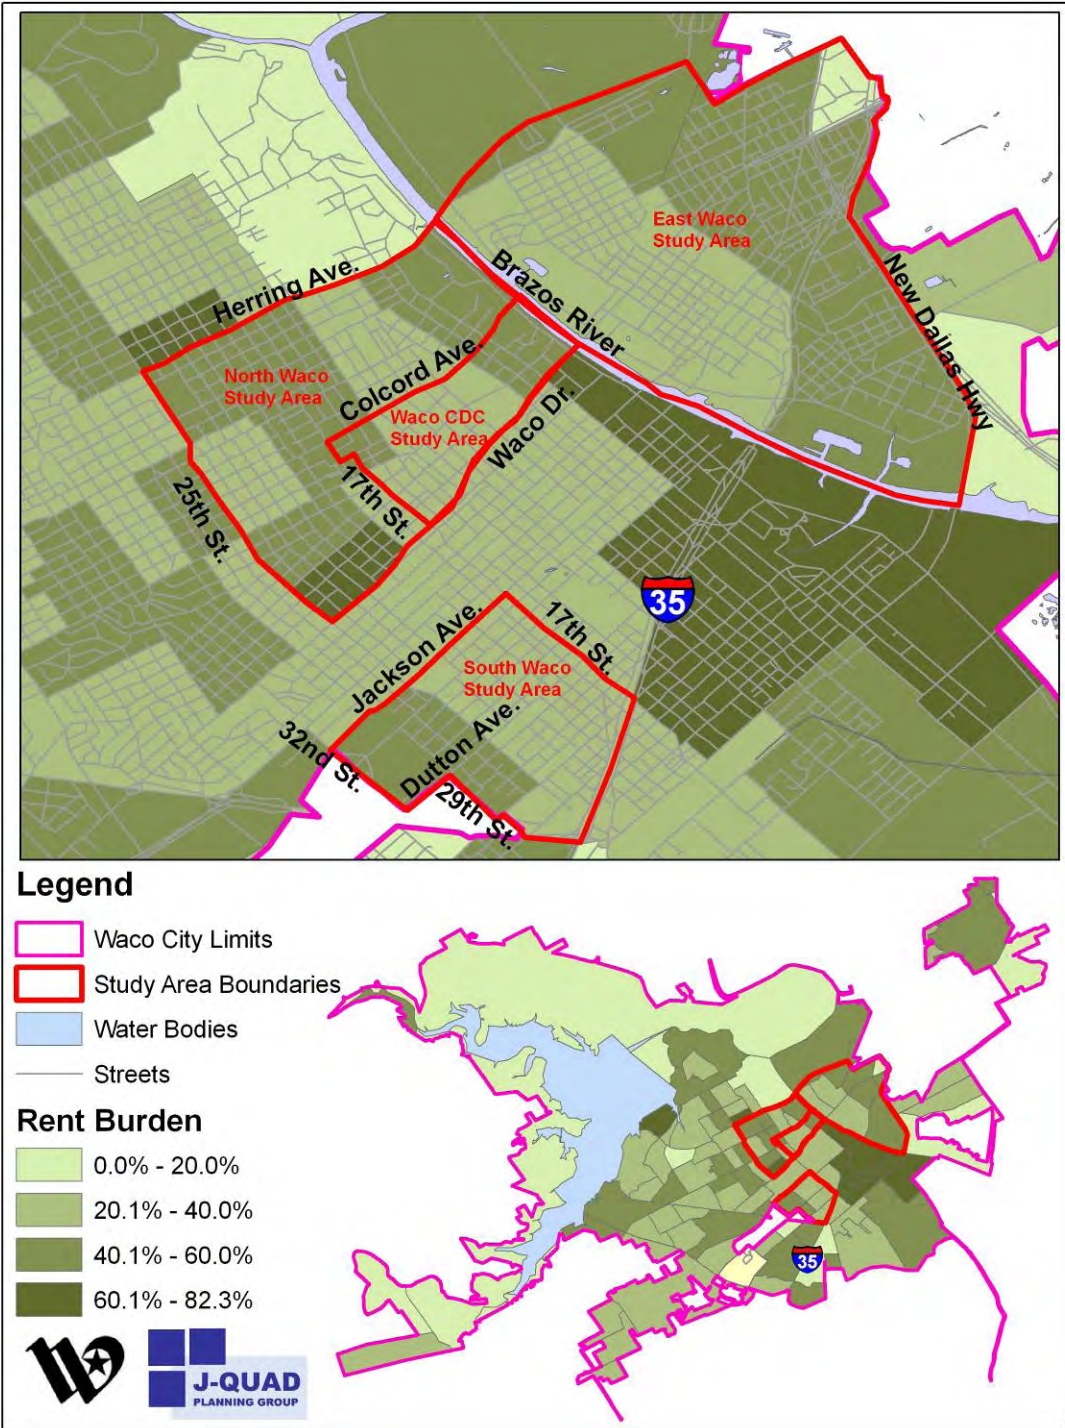 East Waco
Study Area
Brazos River
New Dallas Hwy
Herring Ave.
North Waco
Study Area
Colcord Ave.
Waco CDC
Study Area
Waco Dr.
17th St.
25th St.
35
Jackson Ave.
17th St.
South Waco
Study Area
32nd St.
Dutton Ave.
29th St.
Legend
Waco City Limits
Study Area Boundaries
Water Bodies
Streets
Rent Burden
0.0% - 20.0%
20.1% - 40.0%
40.1% - 60.0%
60.1% - 82.3%
35
J-QUAD
PLANNING GROUP